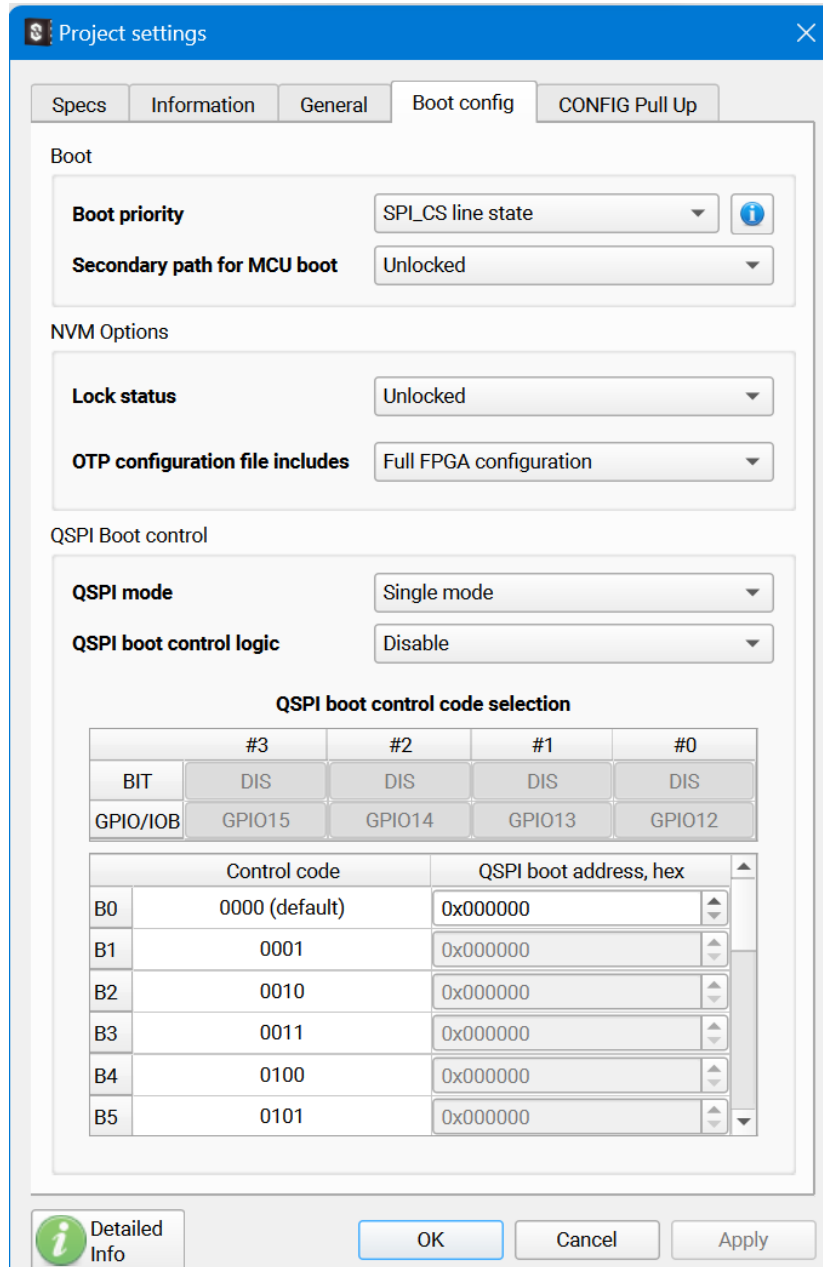 Project settings
Specs Information General Boot config CONFIG Pull Up
Boot
Boot priority SPI_CS line state
Secondary path for MCU boot Unlocked
NVM Options
Lock status Unlocked
OTP configuration file includes Full FPGA configuration
QSPI Boot control
QSPI mode Single mode
QSPI boot control logic Disable
QSPI boot control code selection
#3 #2 #1 #0
BIT DIS DIS DIS DIS
GPIO/IOB GPIO15 GPIO14 GPIO13 GPIO12
Control code QSPI boot address, hex
B0 0000 (default) 0x000000
B1 0001 0x000000
B2 0010 0x000000
B3 0011 0x000000
B4 0100 0x000000
B5 0101 0x000000
Detailed
Info
OK Cancel Apply